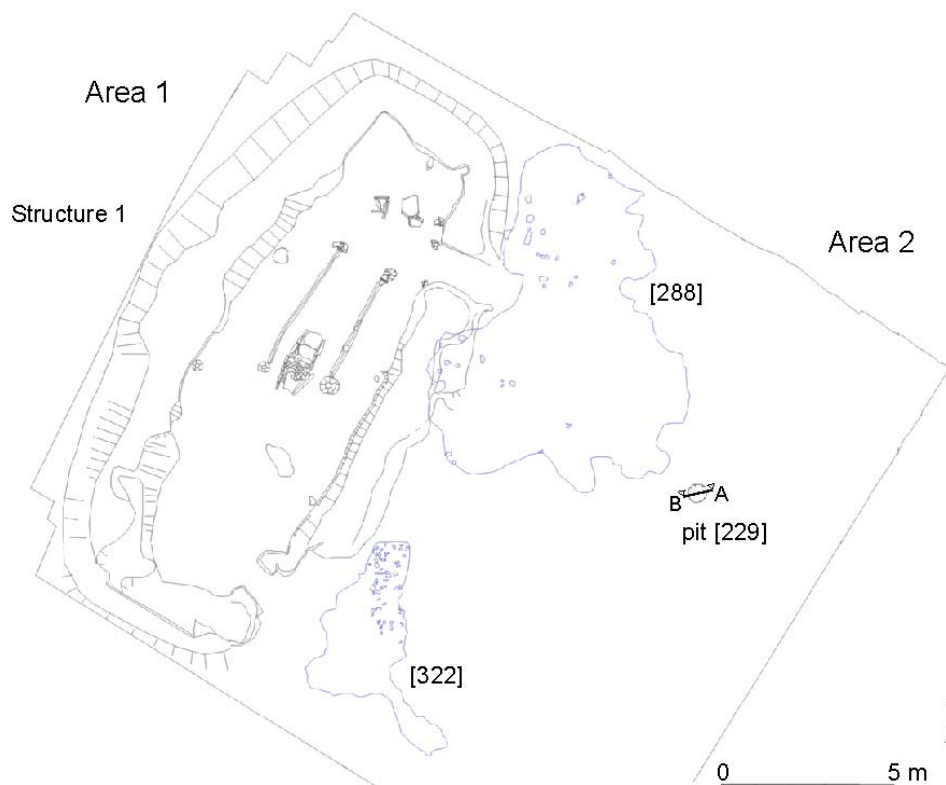 Area 1
Structure 1
Area 2
[288]
B A
pit [229]
[322]
0 5 m